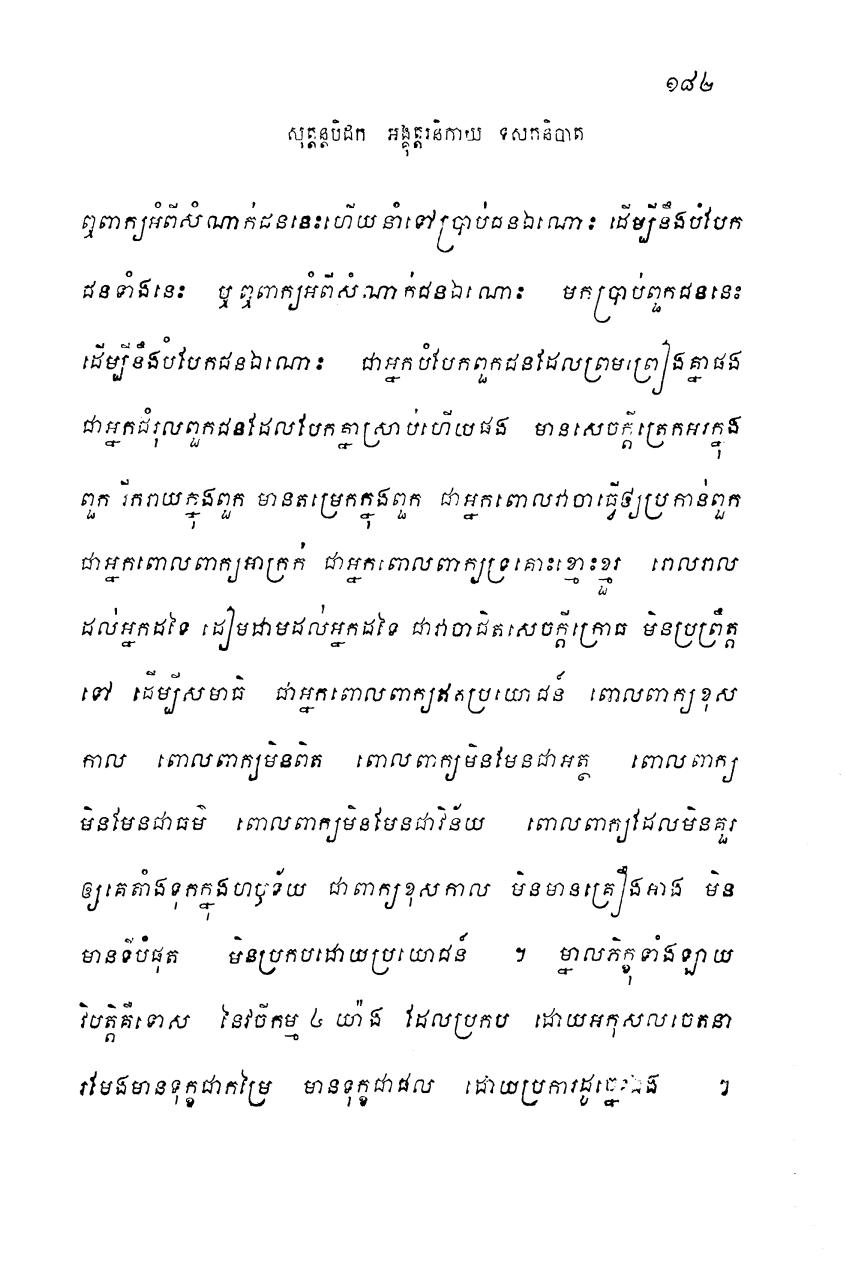 ១៨២
សុត្តន្តបិដក អង្គុត្តរនិកាយ ទសកនិបាត
ឮពាក្យអំពីសំណាក់ជននេះហើយនាំទៅប្រាប់ជនឯណោះ ដើម្បីនឹងបំបែក
ជនទាំងនេះ ឬឮពាក្យអំពីសំណាក់ជនឯណោះ មកប្រាប់ពួកជននេះ
ដើម្បីនឹងបំបែកជនឯណោះ ជាអ្នកបំបែកពួកជនដែលព្រមព្រៀងគ្នាផង
ជាអ្នកជំរុលពួកជនដែលបែកគ្នាស្រាប់ហើយផង មានសេចក្តីត្រេកអរក្នុង
ពួក រីករាយក្នុងពួក មានតម្រេកក្នុងពួក ជាអ្នកពោលវាចាធ្វើឲ្យប្រកាន់ពួក
ជាអ្នកពោលពាក្យអាក្រក់ ជាអ្នកពោលពាក្យទ្រគោះខ្មោះខ្មួរ រោលរាល
ដល់អ្នកដទៃ ដៀមដាមដល់អ្នកដទៃ ជាវាចាជិតសេចក្តីក្រោធ មិនប្រព្រឹត្ត
ទៅ ដើម្បីសមាធិ ជាអ្នកពោលពាក្យឥតប្រយោជន៍ ពោលពាក្យខុស
កាល ពោលពាក្យមិនពិត ពោលពាក្យមិនមែនជាអត្ថ ពោលពាក្យ
មិនមែនជាធម៌ ពោលពាក្យមិនមែនជាវិន័យ ពោលពាក្យដែលមិនគួរ
ឲ្យគេតាំងទុកក្នុងហឫទ័យ ជាពាក្យខុសកាល មិនមានគ្រឿងអាង មិន
មានទីបំផុត មិនប្រកបដោយប្រយោជន៍ ។ ម្នាលភិក្ខុទាំងឡាយ
វិបត្តិគឺទោស នៃវចីកម្ម ៤ យ៉ាង ដែលប្រកប ដោយអកុសលចេតនា
រមែងមានទុក្ខជាកម្រៃ មានទុក្ខជាផល ដោយប្រការដូច្នេះឯង ។